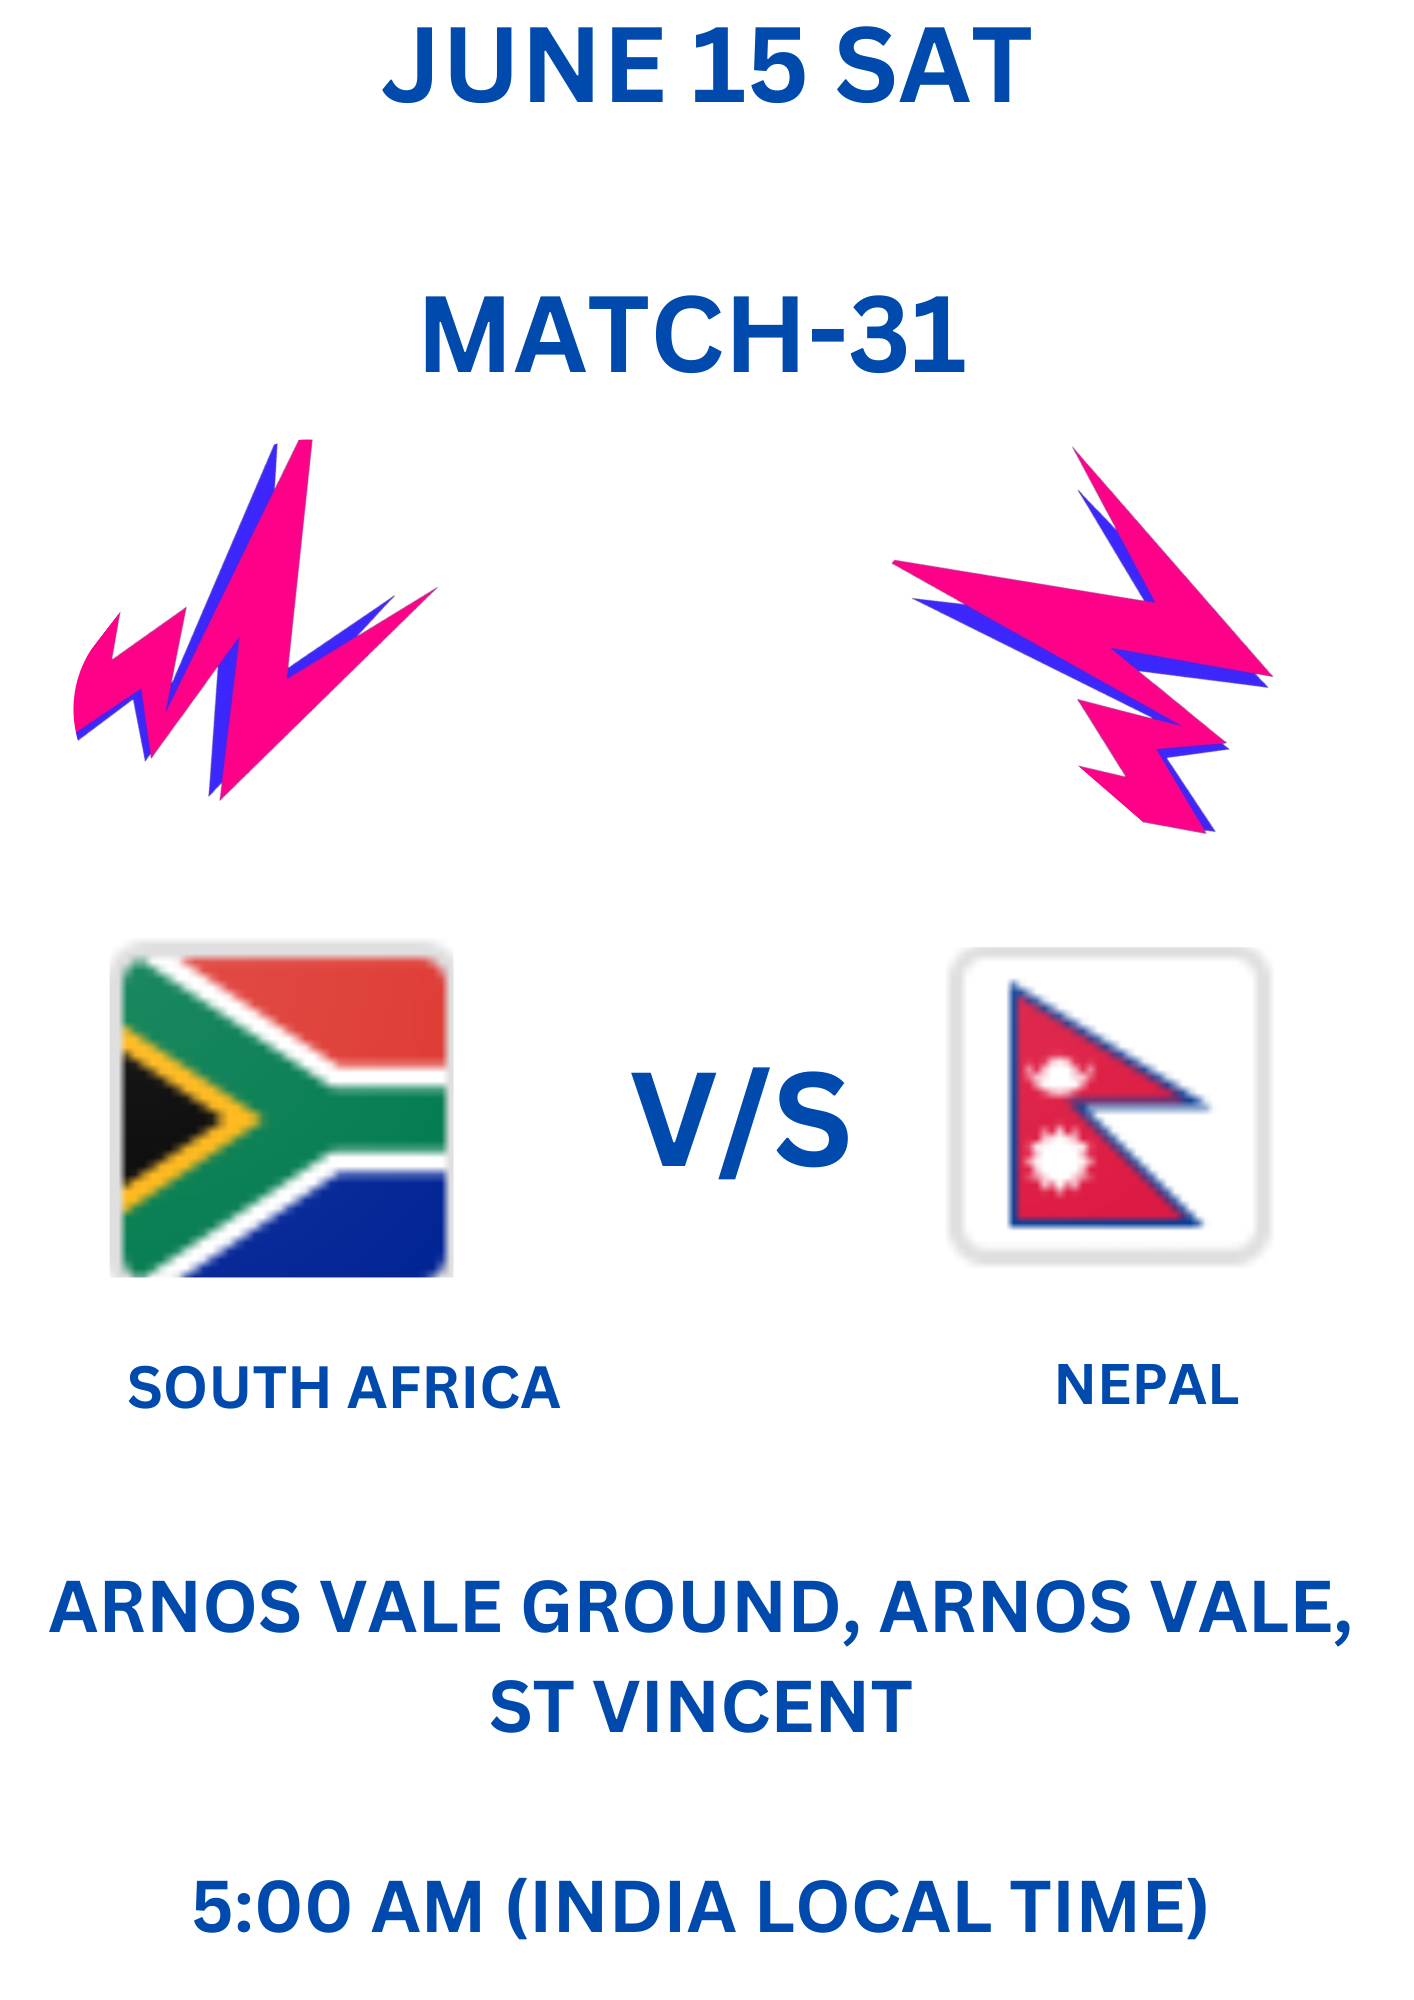 JUNE 15 SAT
MATCH-31
V/S
SOUTH AFRICA
NEPAL
ARNOS VALE GROUND, ARNOS VALE,
ST VINCENT
5:00 AM (INDIA LOCAL TIME)